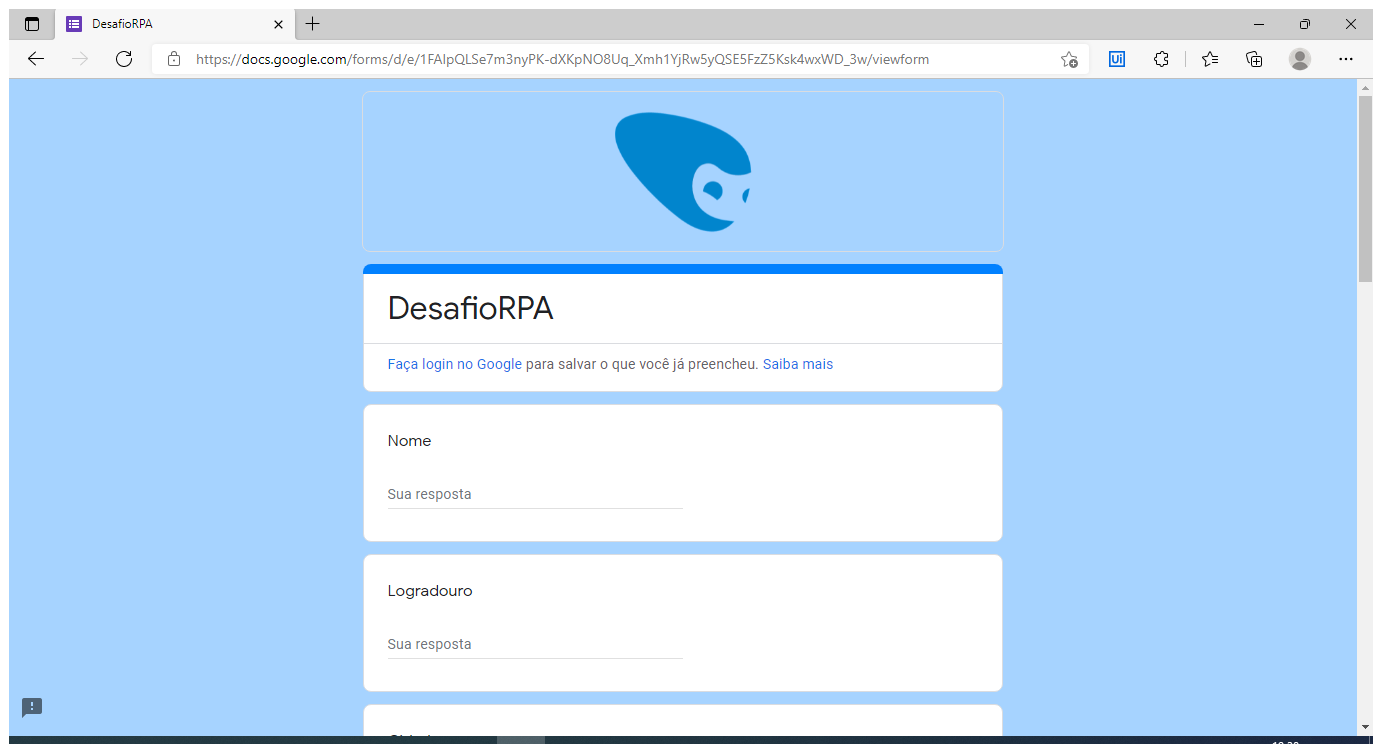 DesafioRPA
https://docs.google.com/forms/d/e/1FAIpQLSe7m3nyPK-dXKpNO8Uq_Xmh1YjRw5yQSE5FzZ5Ksk4wxWD_3w/viewform
Ui
DesafioRPA
Faça login no Google para salvar o que você já preencheu. Saiba mais
Nome
Sua resposta
Logradouro
Sua resposta